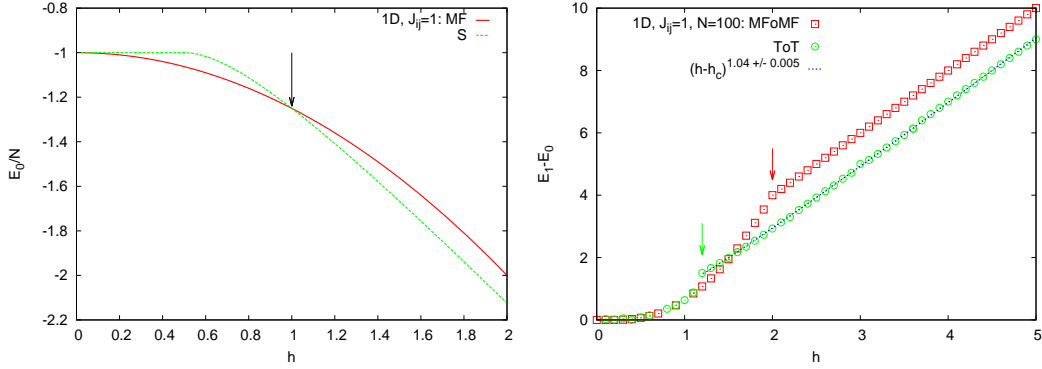 1D, J_ij=1: MF
S
-1
-1.2
-1.4
-1.6
-1.8
-2
-2.2
E_0/N
0 0.2 0.4 0.6 0.8 1 1.2 1.4 1.6 1.8 2
h
1D, J_ij=1, N=100: MFoMF
ToT
(h-h_c)^1.04 +/- 0.005
10
8
6
4
2
0
E_1-E_0
0 1 2 3 4 5
h